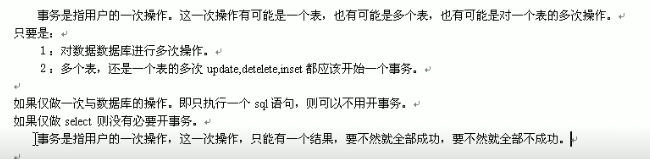 事务是指用户的一次操作。这一次操作有可能是一个表，也有可能是多个表，也有可能是对一个表的多次操作。
只要是：
1：对数据数据库进行多次操作。
2：多个表，还是一个表的多次 update,detelete,inset 都应该开始一个事务。
如果仅做一次与数据库的操作。即只执行一个 sql 语句，则可以不用开事务。
如果仅做 select 则没有必要开事务。
事务是指用户的一次操作，这一次操作，只能有一个结果，要不然就全部成功，要不然就全部不成功。